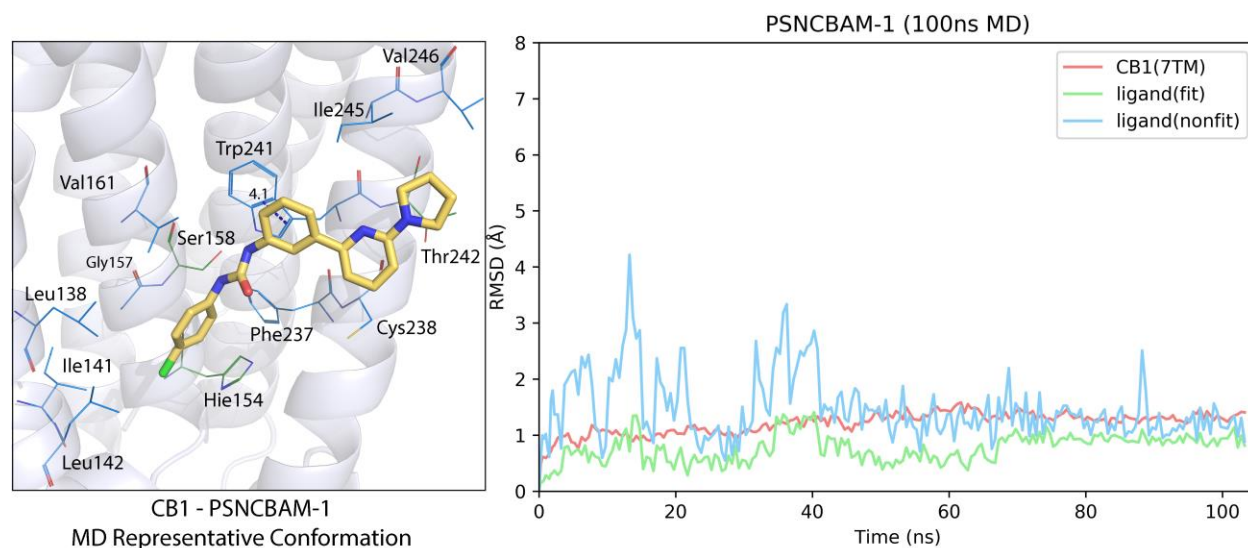 Val246
Ile245
Trp241
4.1
Val161
Ser158
Gly157
Thr242
Leu138
Phe237
Cys238
Ile141
Hie154
Leu142
CB1 - PSNCBAM-1
MD Representative Conformation
PSNCBAM-1 (100ns MD)
CB1(7TM)
ligand(fit)
ligand(nonfit)
RMSD (Å)
8
7
6
5
4
3
2
1
0
0 20 40 60 80 100
Time (ns)